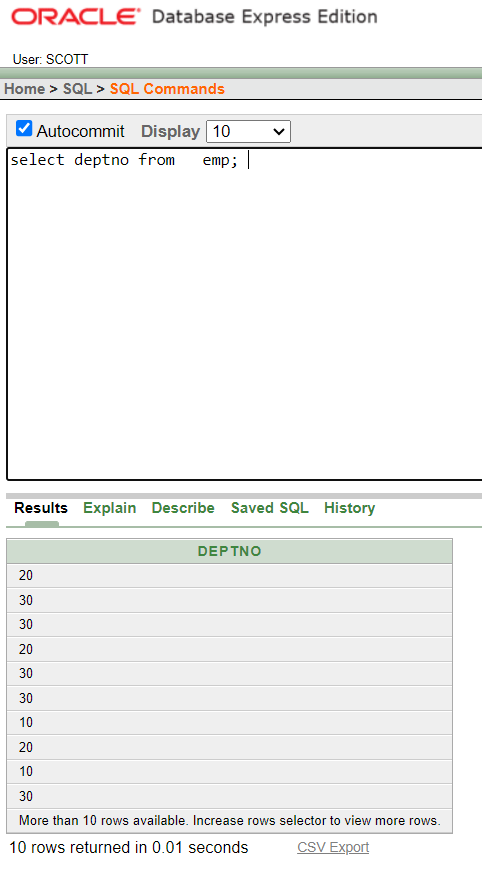 ORACLE Database Express Edition
User: SCOTT
Home > SQL > SQL Commands
Autocommit Display 10
select deptno from   emp;
Results Explain Describe Saved SQL History
DEPTNO
20
30
30
20
30
30
10
20
10
30
More than 10 rows available. Increase rows selector to view more rows.
10 rows returned in 0.01 seconds CSV Export